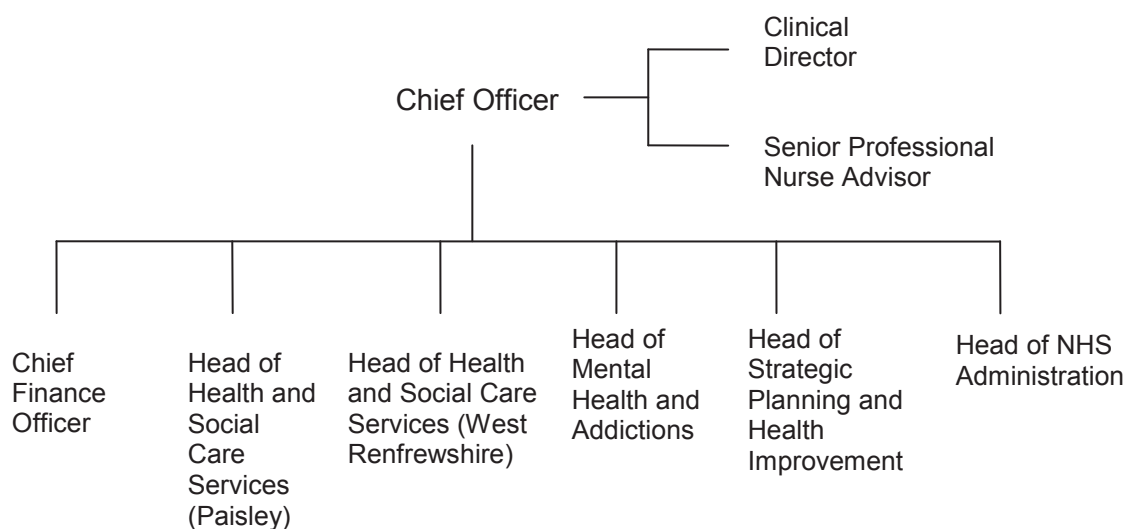 Clinical
Director
Chief Officer
Senior Professional
Nurse Advisor
Chief
Finance
Officer
Head of
Health and
Social
Care
Services
(Paisley)
Head of Health
and Social Care
Services (West
Renfrewshire)
Head of
Mental
Health and
Addictions
Head of
Strategic
Planning and
Health
Improvement
Head of NHS
Administration